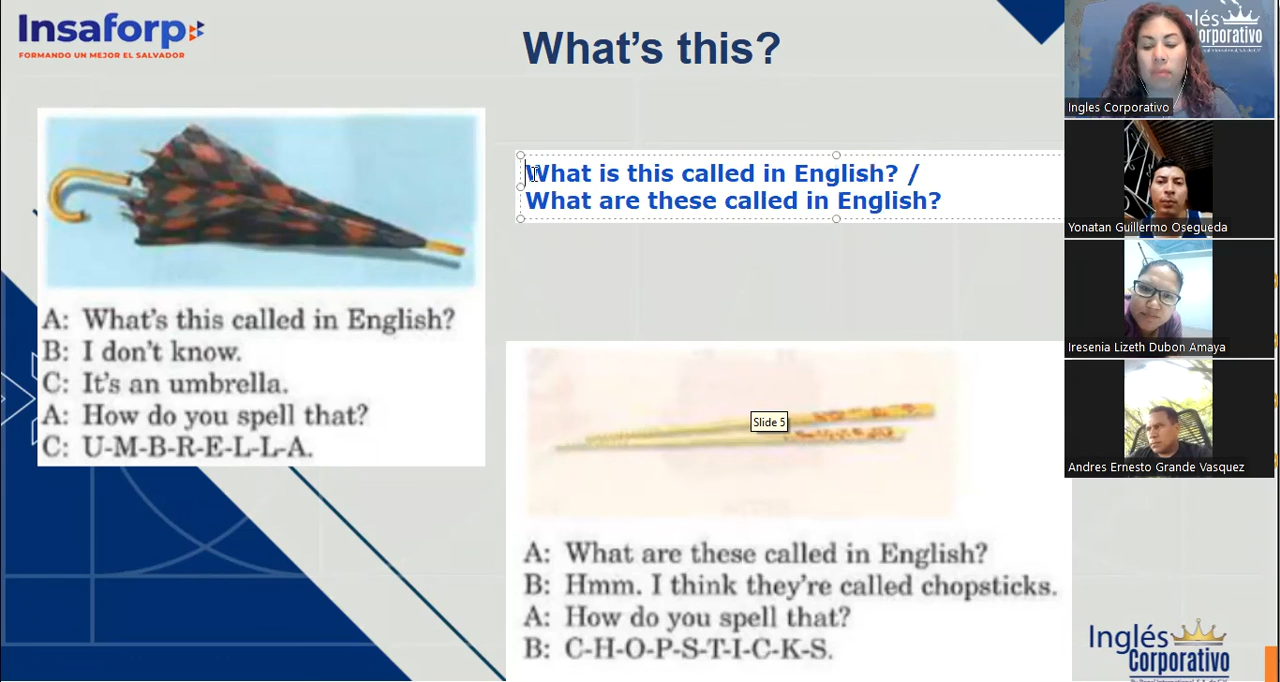 Insaforp
FORMANDO UN MEJOR EL SALVADOR
What's this?
What is this called in English? /
What are these called in English?
A: What's this called in English?
B: I don't know.
C: It's an umbrella.
A: How do you spell that?
C: U-M-B-R-E-L-L-A.
Slide 5
A: What are these called in English?
B: Hmm. I think they're called chopsticks.
A: How do you spell that?
B: C-H-O-P-S-T-I-C-K-S.
Inglés
Corporativo
Ingles Corporativo
Yonatan Guillermo Osegueda
Iresenia Lizeth Dubon Amaya
Andres Ernesto Grande Vasquez
Inglés
Corporativo